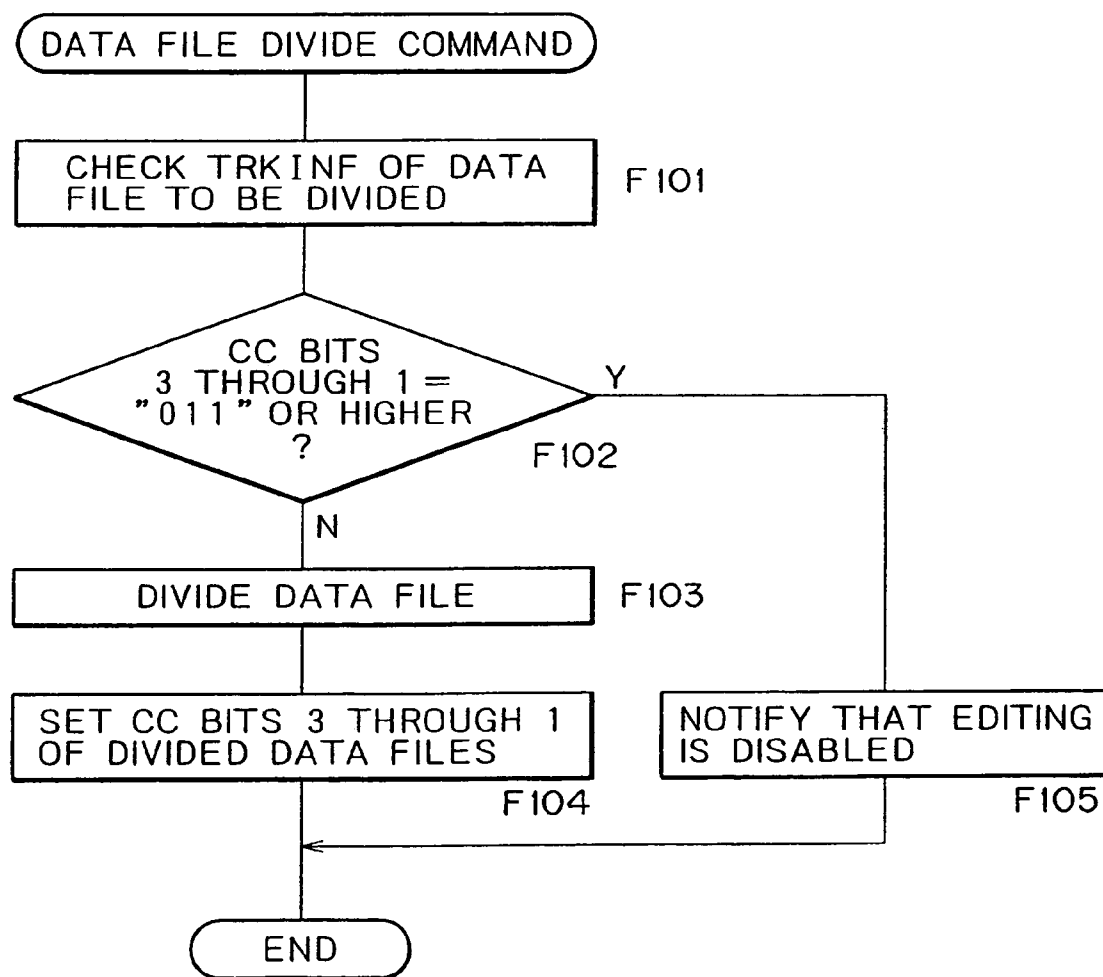 DATA FILE DIVIDE COMMAND
CHECK TRKINF OF DATA
FILE TO BE DIVIDED
F101
CC BITS
3 THROUGH 1 =
"011" OR HIGHER
?
Y
F102
N
DIVIDE DATA FILE
F103
SET CC BITS 3 THROUGH 1
OF DIVIDED DATA FILES
F104
NOTIFY THAT EDITING
IS DISABLED
F105
END